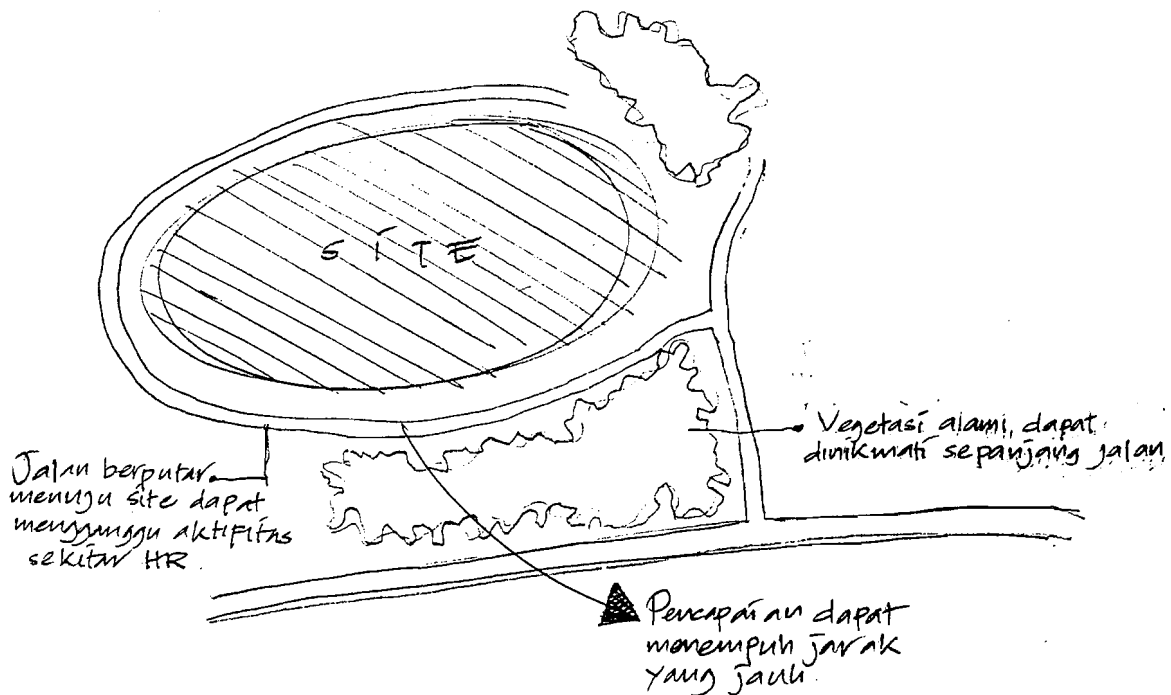 SITE
Jalan berputar
menuju site dapat
mengganggu aktifitas
sekitar HR
Vegetasi alami, dapat
dinikmati sepanjang jalan
Pencapaian dapat
menempuh jarak
yang jauh